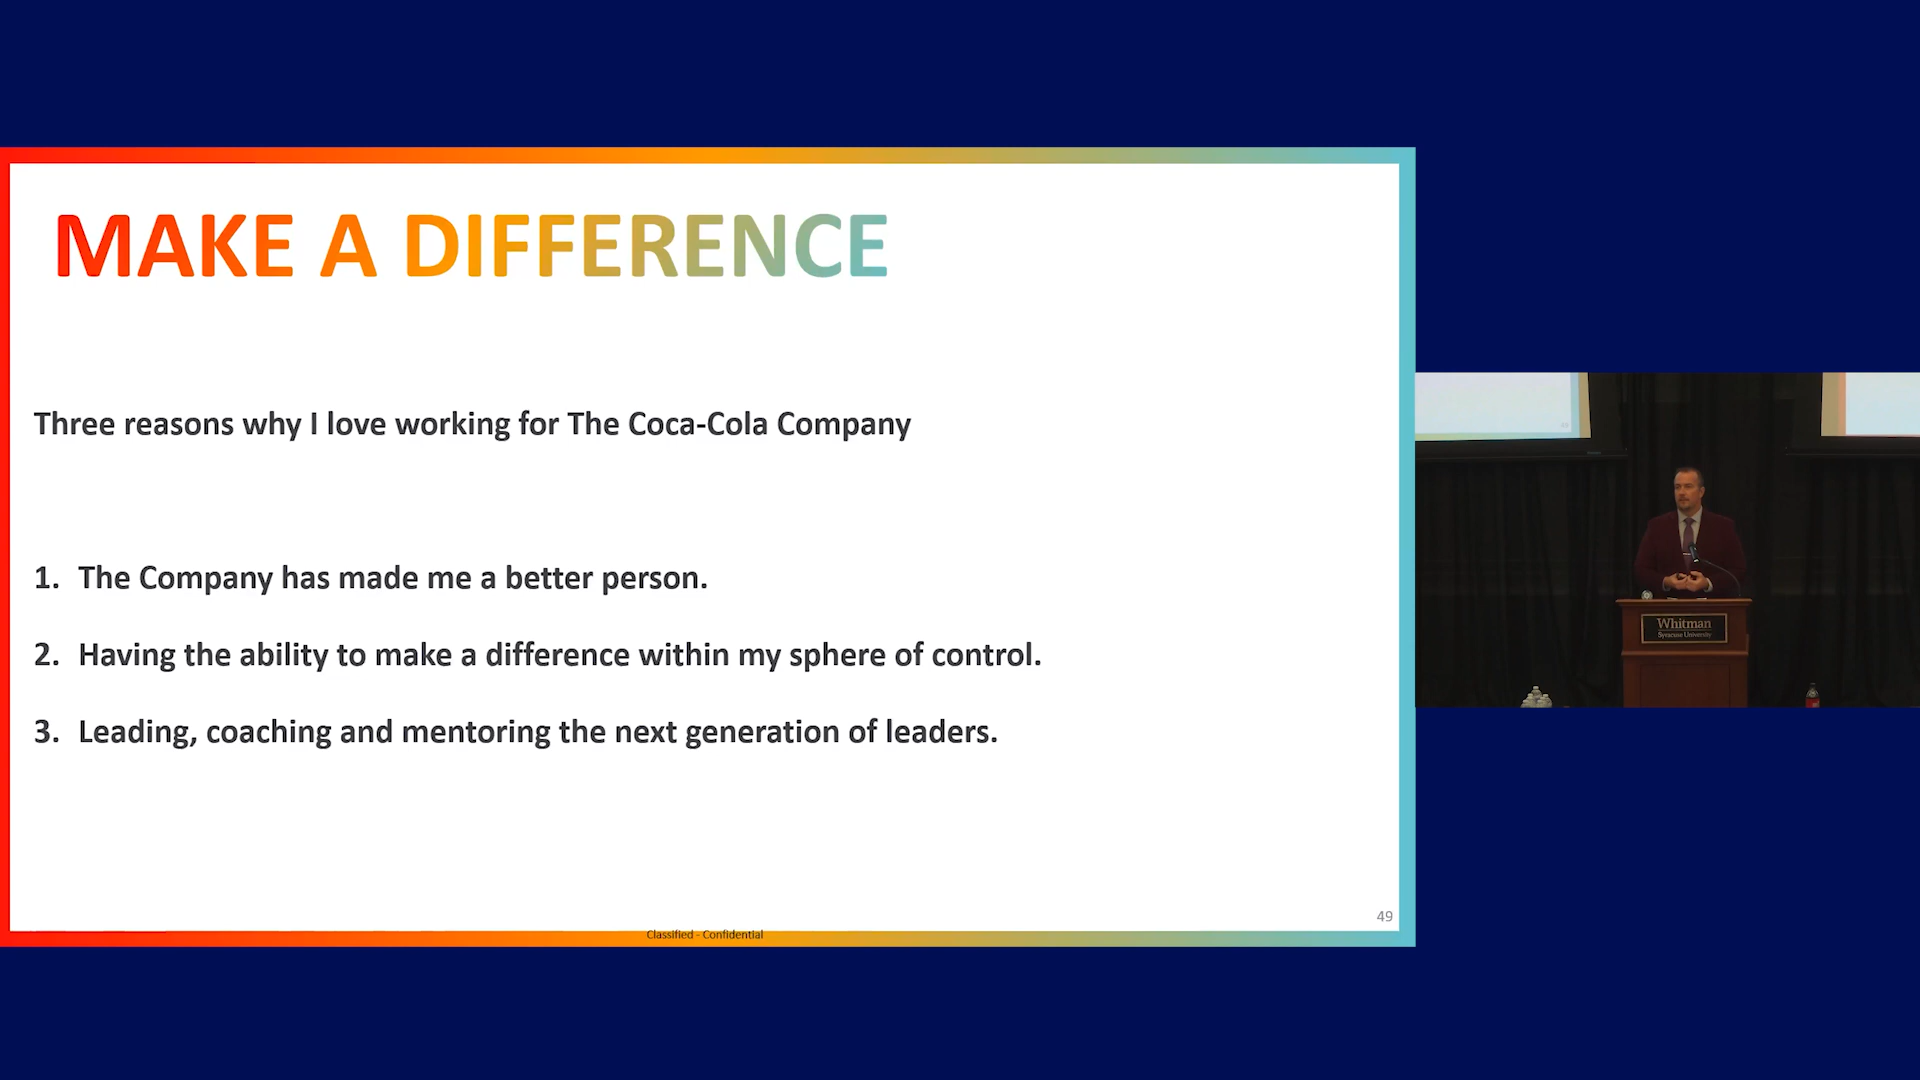 MAKE A DIFFERENCE
Three reasons why I love working for The Coca-Cola Company
1. The Company has made me a better person.
2. Having the ability to make a difference within my sphere of control.
3. Leading, coaching and mentoring the next generation of leaders.
49
Classified - Confidential
Whitman
Syracuse University